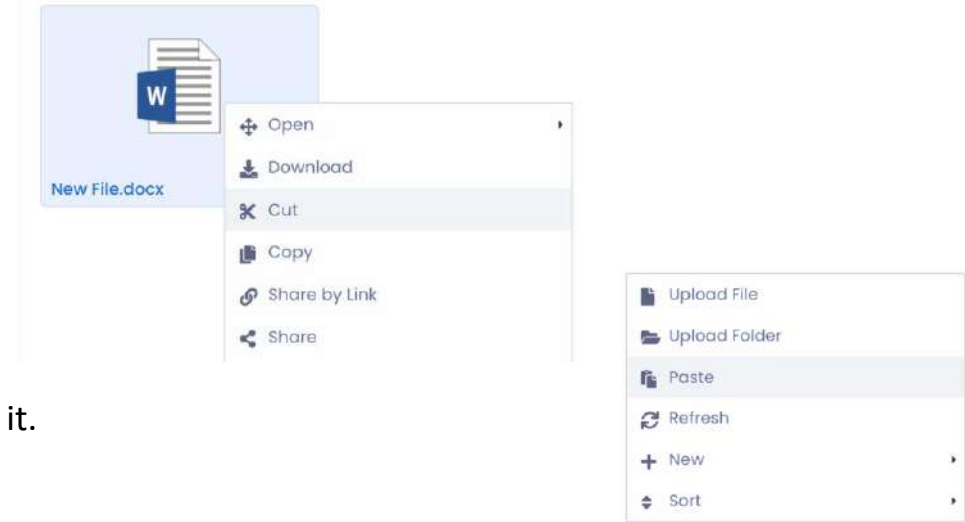 W
New File.docx
Open
Download
Cut
Copy
Share by Link
Share
it.
Upload File
Upload Folder
Paste
Refresh
New
Sort